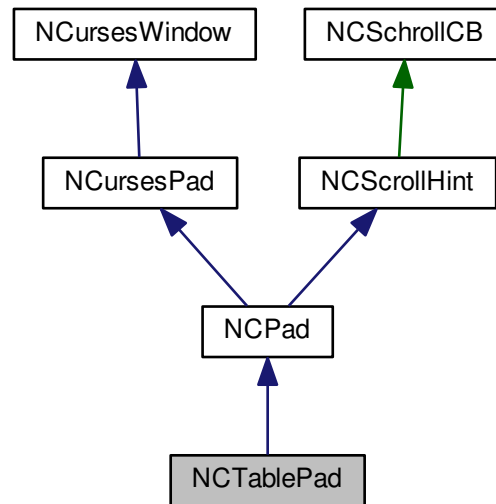 NCursesWindow
NCSchrollCB
NCursesPad
NCScrollHint
NCPad
NCTablePad